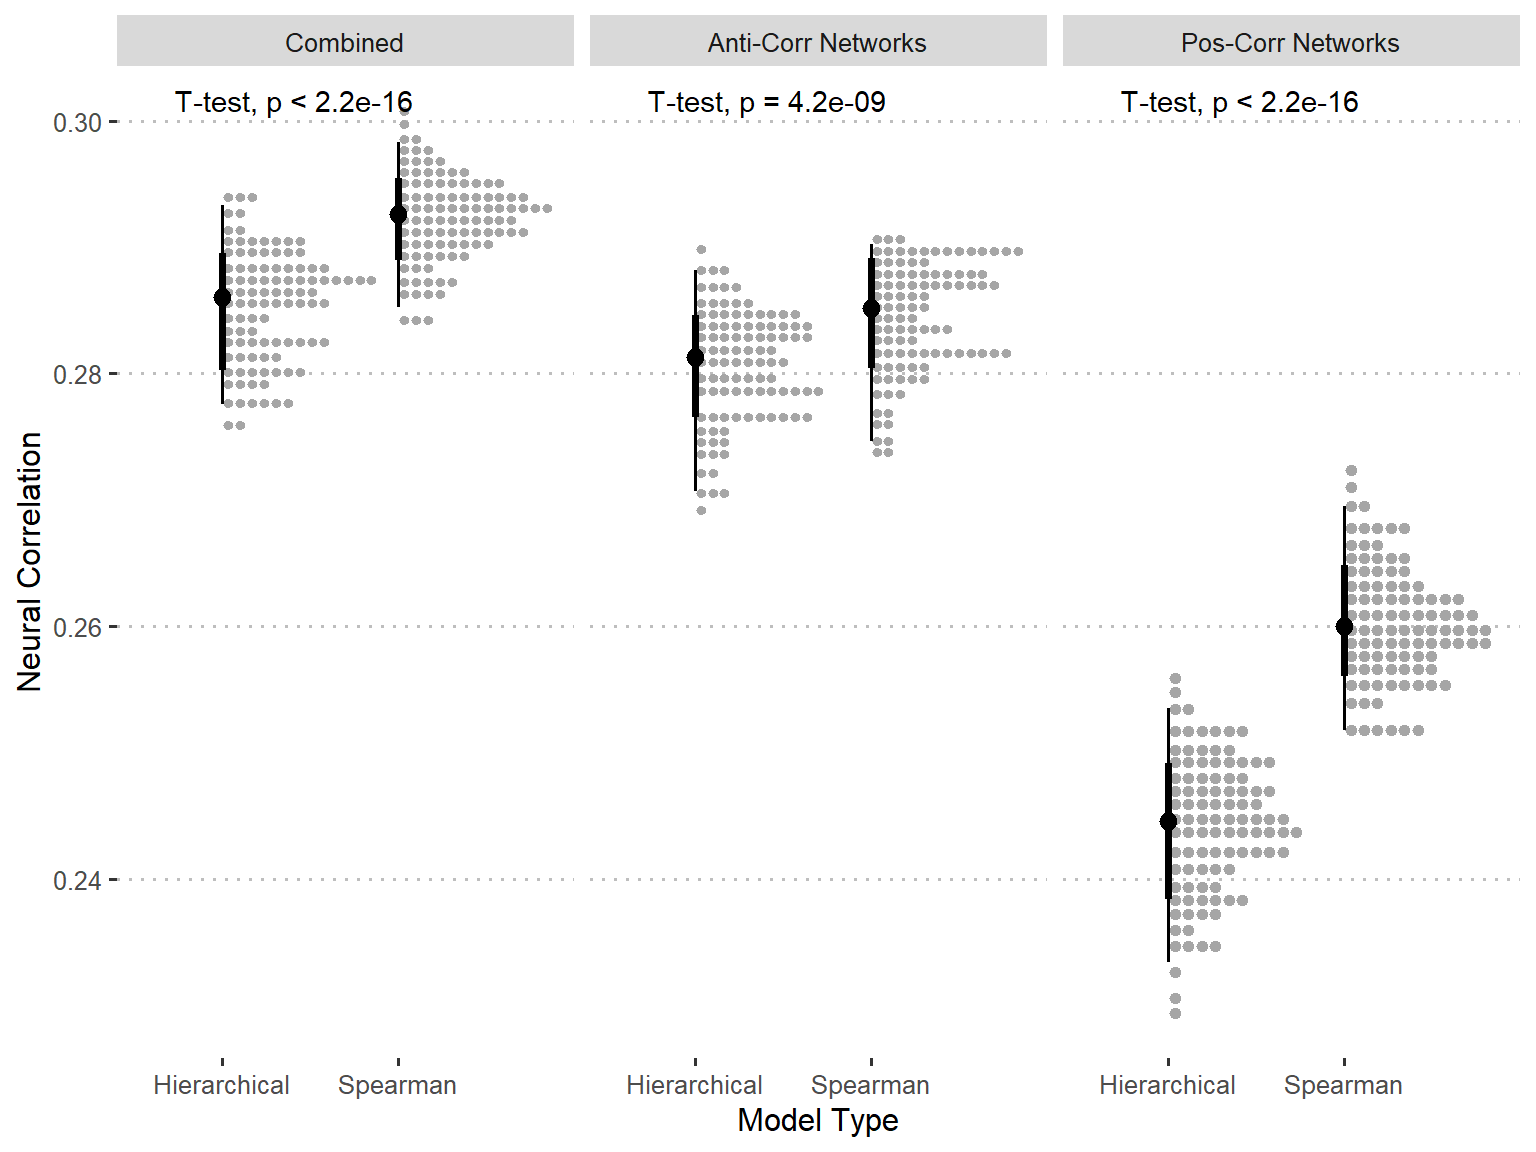 Combined
Anti-Corr Networks
Pos-Corr Networks
T-test, p < 2.2e-16
T-test, p = 4.2e-09
T-test, p < 2.2e-16
0.30
0.28
0.26
0.24
Neural Correlation
Hierarchical
Spearman
Hierarchical
Spearman
Hierarchical
Spearman
Model Type